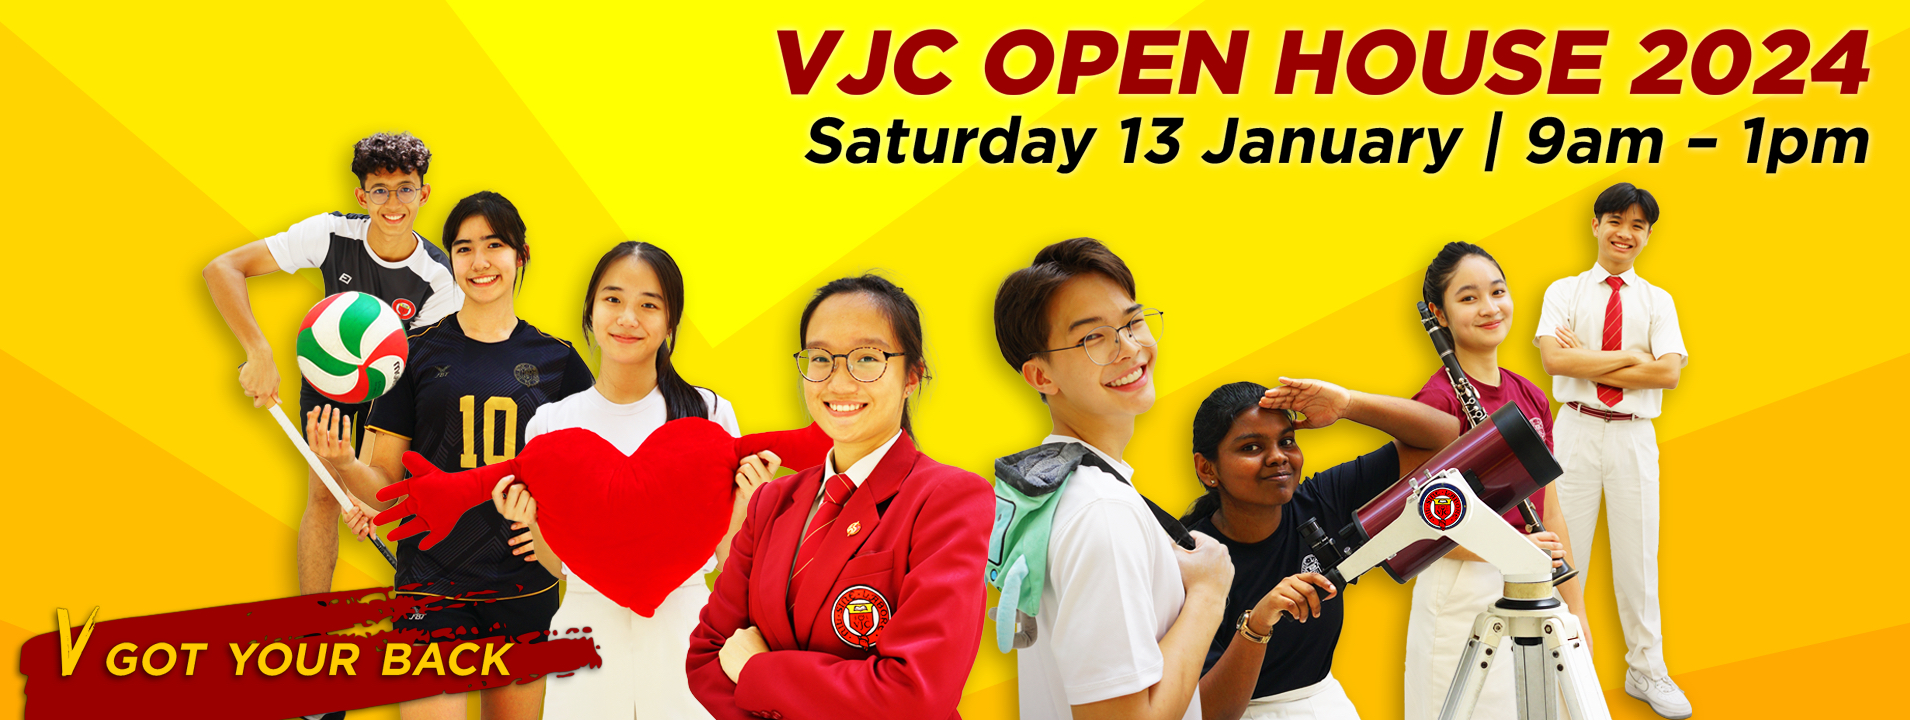 VJC OPEN HOUSE 2024
Saturday 13 January | 9am – 1pm
10
V GOT YOUR BACK